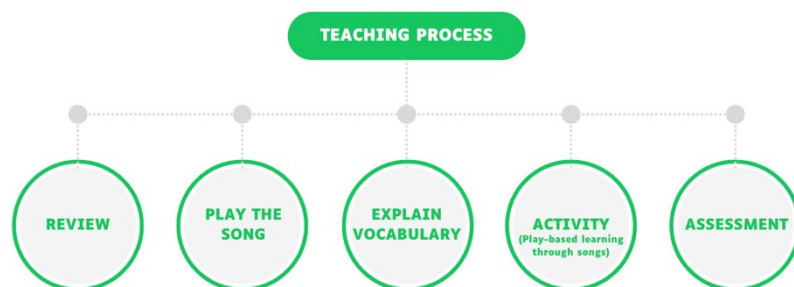 TEACHING PROCESS
REVIEW
PLAY THE
SONG
EXPLAIN
VOCABULARY
ACTIVITY
(Play-based learning
through songs)
ASSESSMENT